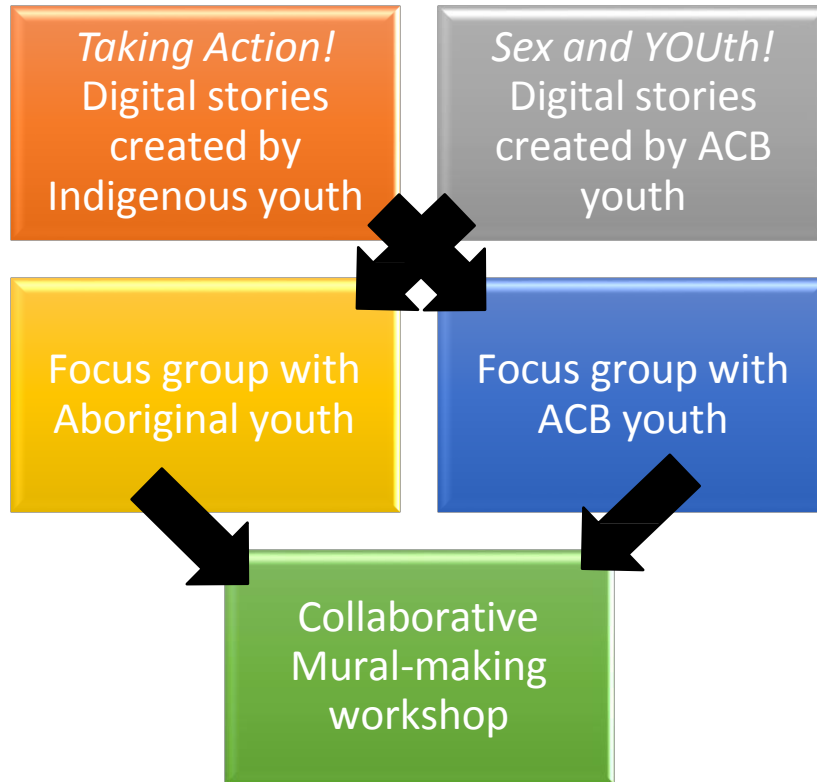 Taking Action!
Digital stories
created by
Indigenous youth
Sex and YOUth!
Digital stories
created by ACB
youth
Focus group with
Aboriginal youth
Focus group with
ACB youth
Collaborative
Mural-making
workshop